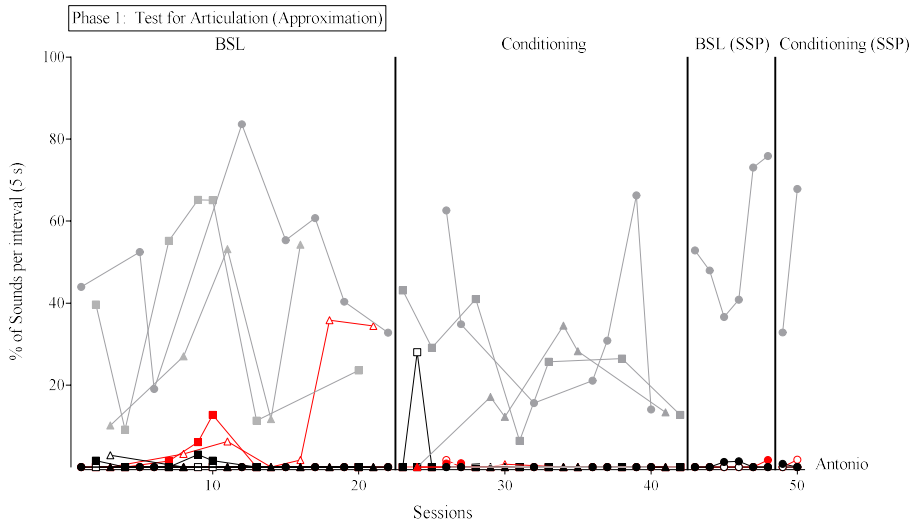 Phase 1: Test for Articulation (Approximation)
BSL
Conditioning
BSL (SSP)
Conditioning (SSP)
100
80
60
40
20
% of Sounds per interval (5 s)
Antonio
10
20
30
40
50
Sessions